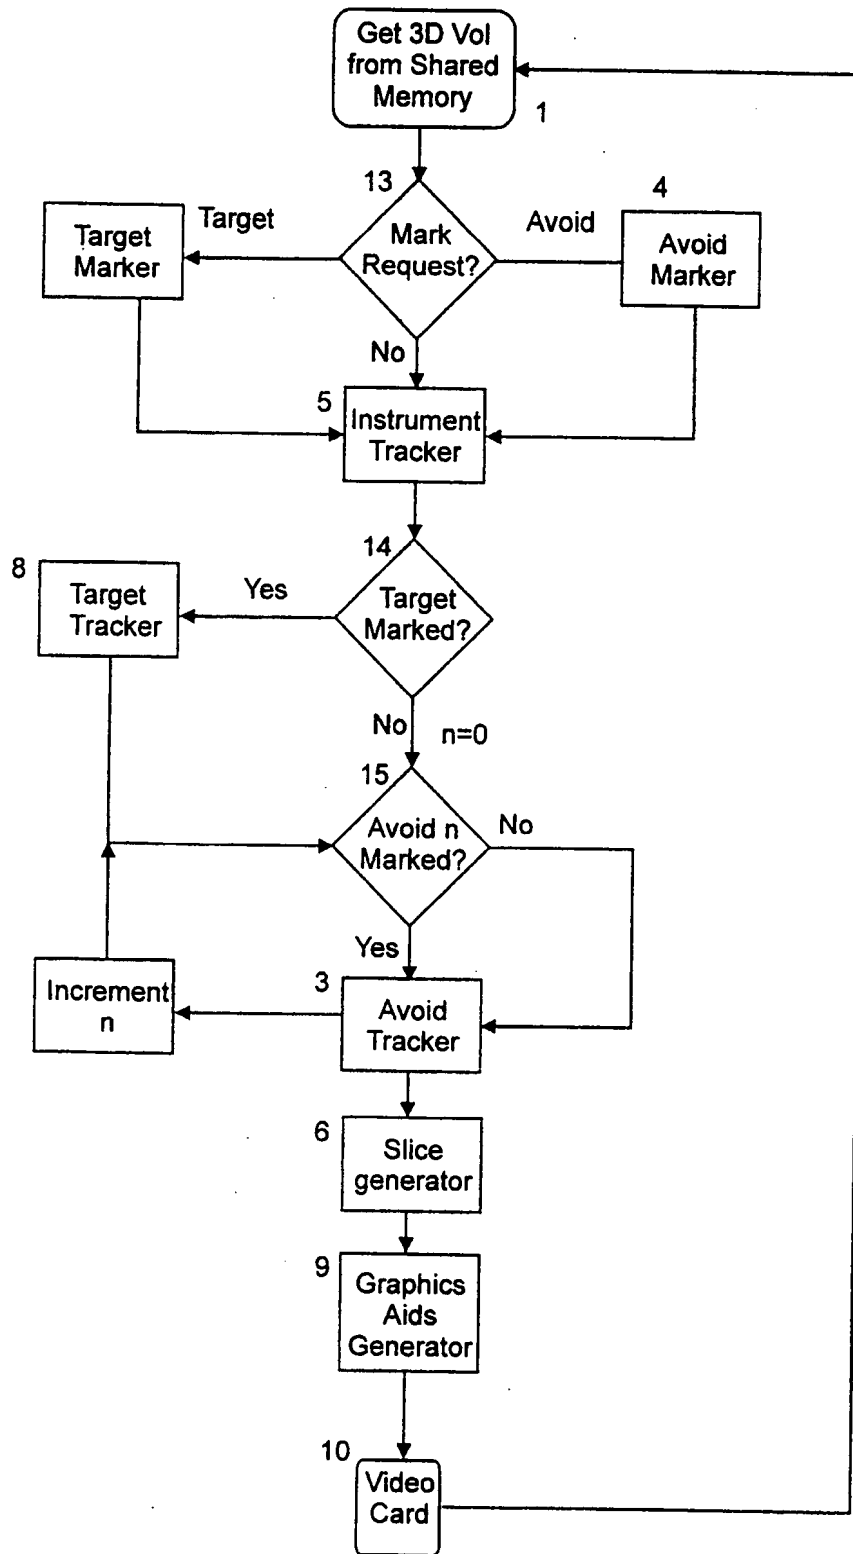 Get 3D Vol
from Shared
Memory
1
13
4
Target
Marker
Target
Mark
Request?
Avoid
Avoid
Marker
No
5
Instrument
Tracker
14
8
Target
Tracker
Yes
Target
Marked?
No
n=0
15
Avoid n
Marked?
No
Yes
3
Increment
n
Avoid
Tracker
6
Slice
generator
9
Graphics
Aids
Generator
10
Video
Card